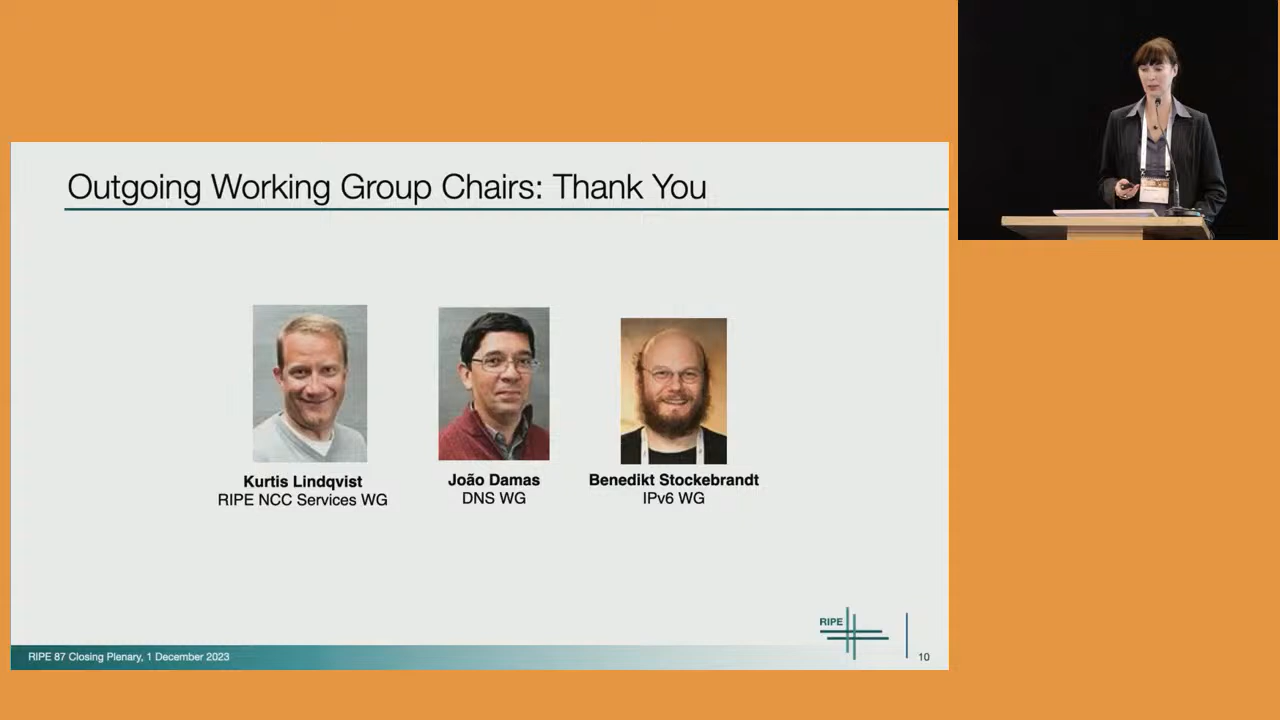 Outgoing Working Group Chairs: Thank You
Kurtis Lindqvist
RIPE NCC Services WG
João Damas
DNS WG
Benedikt Stockebrandt
IPv6 WG
RIPE
RIPE 87 Closing Plenary, 1 December 2023
10